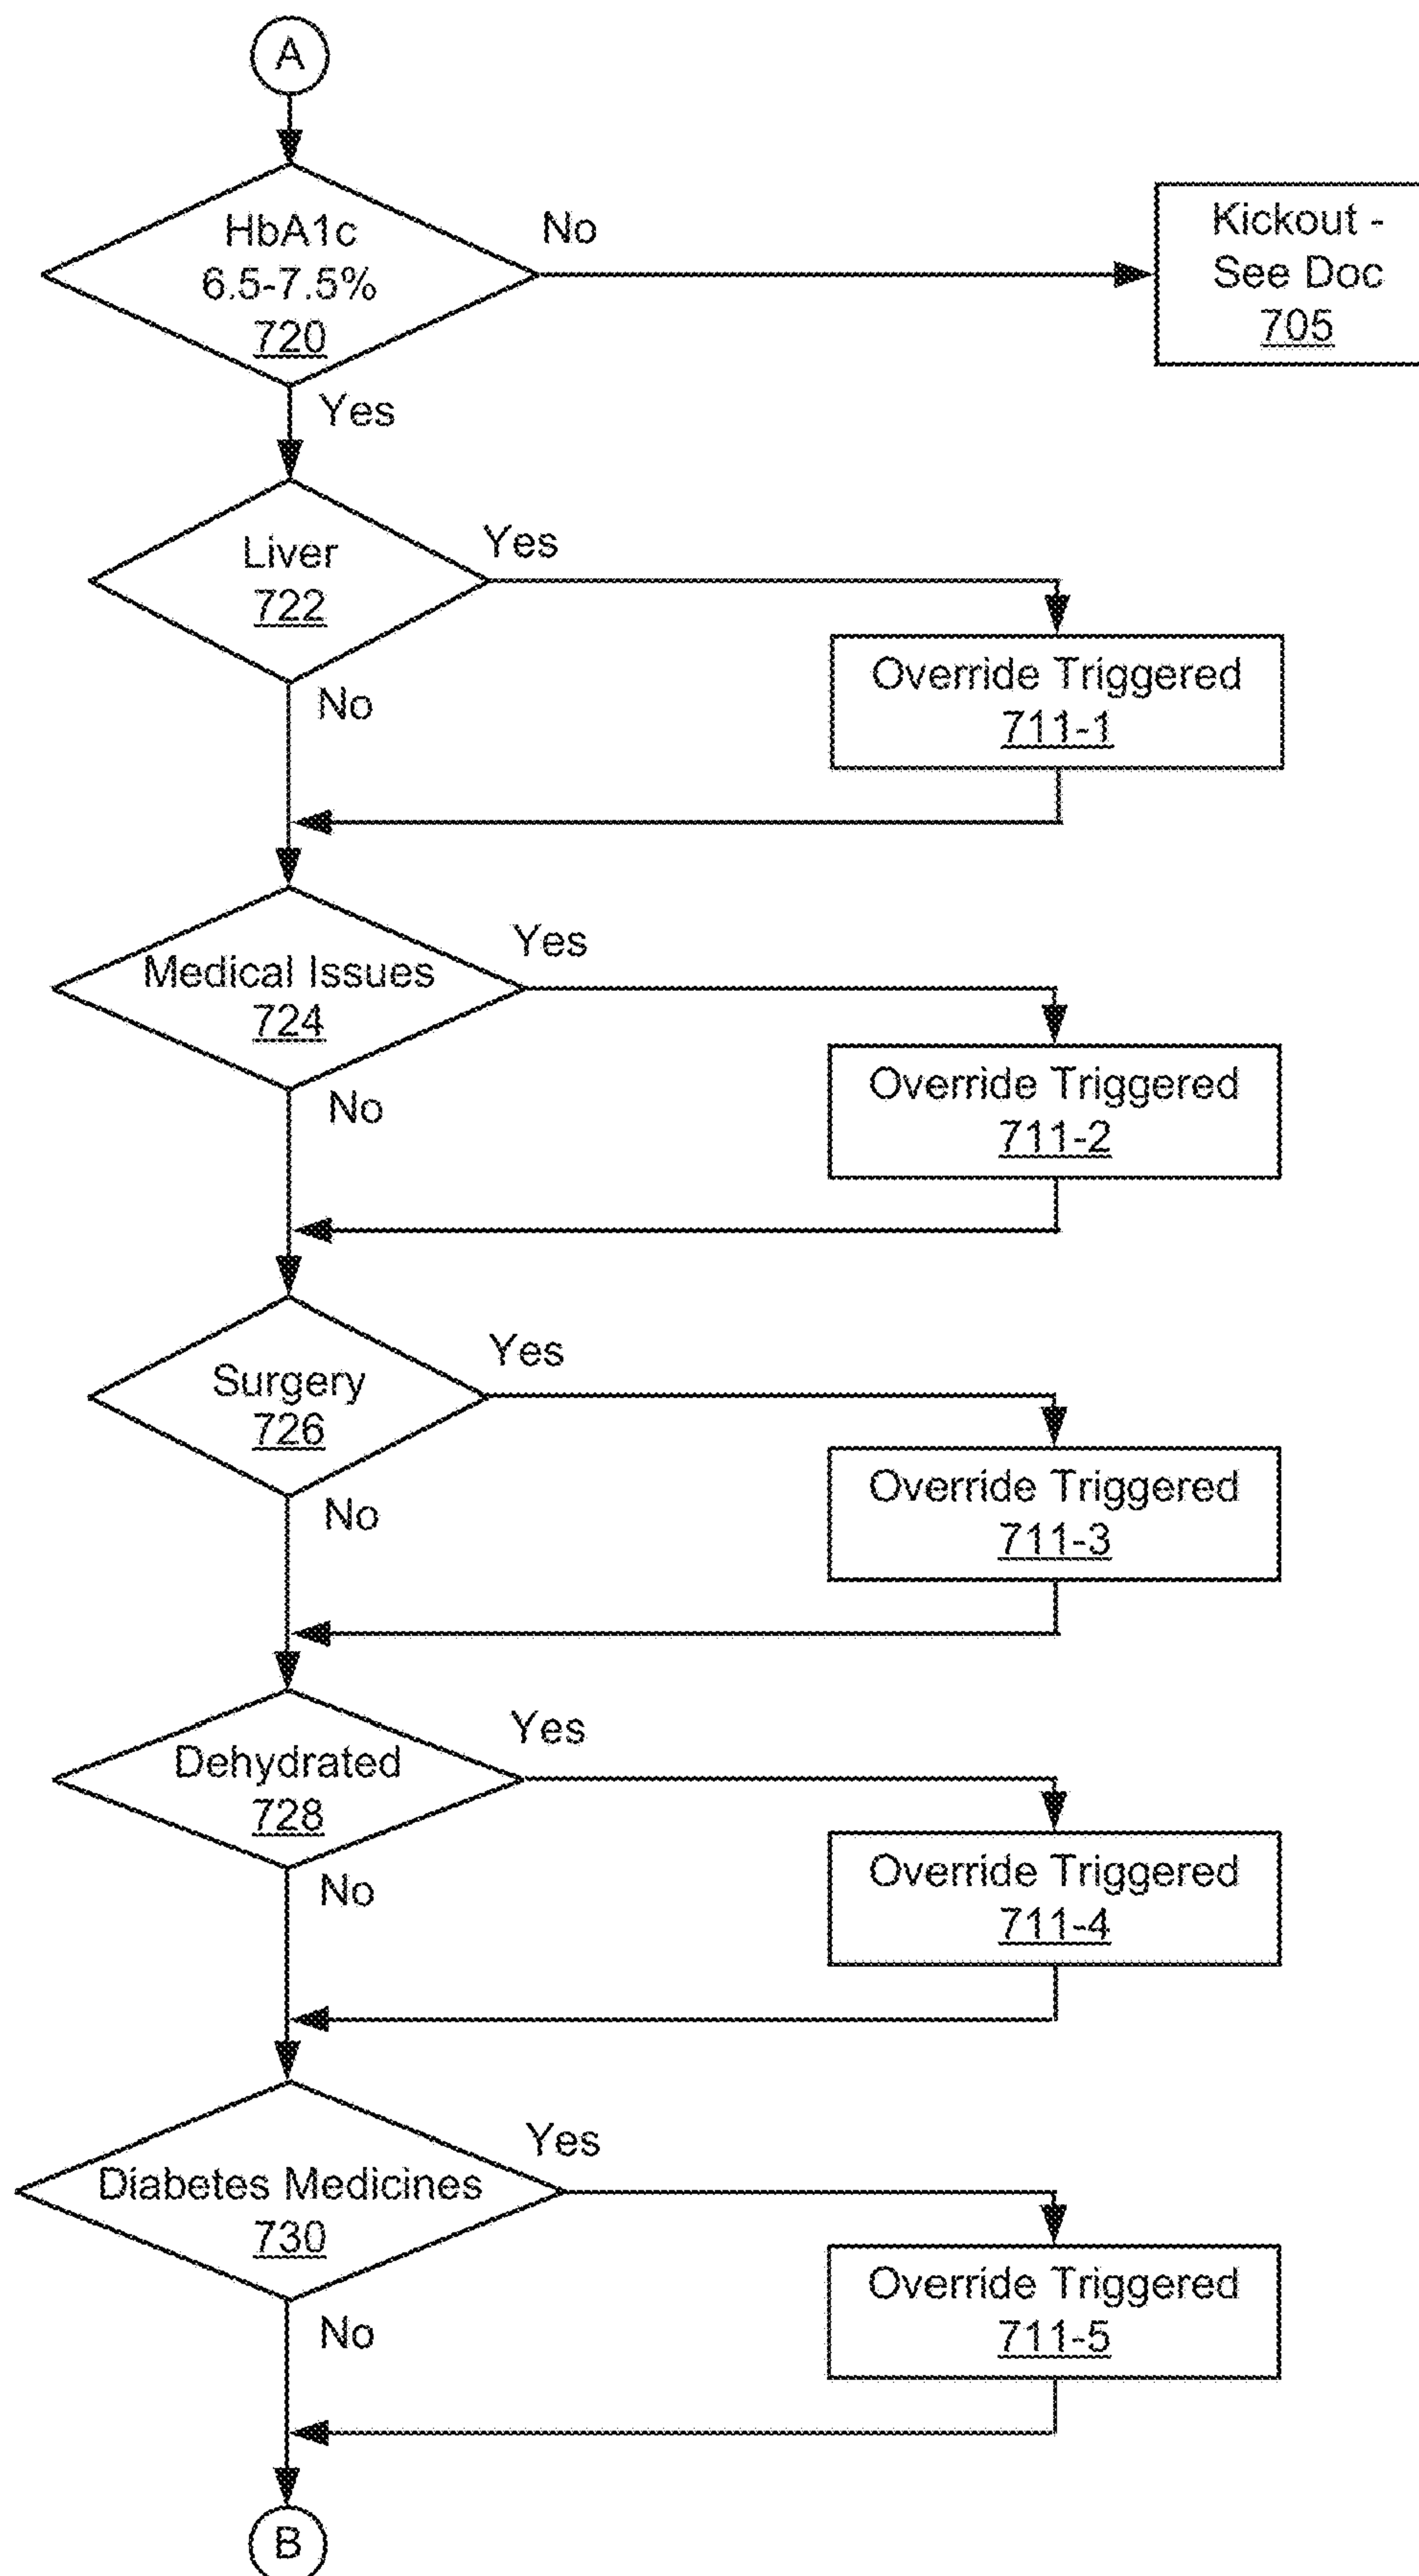 A
HbA1c
6.5-7.5%
720
No
Kickout -
See Doc
705
Yes
Liver
722
Yes
Override Triggered
711-1
No
Medical Issues
724
Yes
Override Triggered
711-2
No
Surgery
726
Yes
Override Triggered
711-3
No
Dehydrated
728
Yes
Override Triggered
711-4
No
Diabetes Medicines
730
Yes
Override Triggered
711-5
No
B